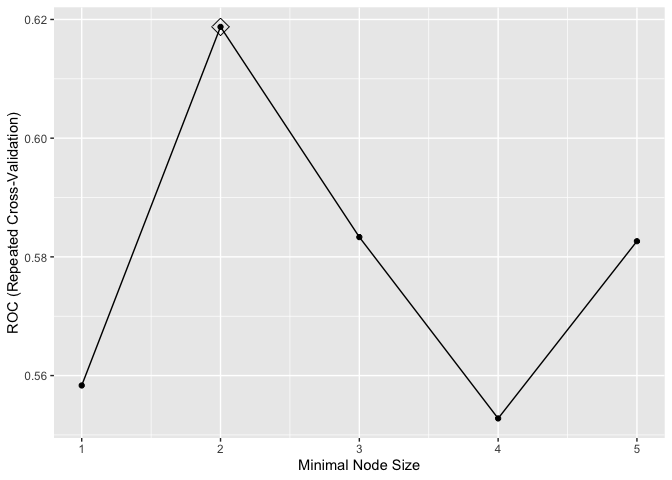 0.62
0.60
0.58
0.56
ROC (Repeated Cross-Validation)
1 2 3 4 5
Minimal Node Size